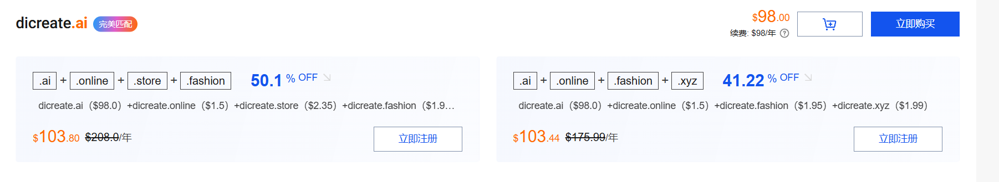 dicreate.ai 完美匹配
$98.00
续费: $98/年 ?
立即购买
.ai + .online + .store + .fashion 50.1 % OFF
dicreate.ai（$98.0）+dicreate.online（$1.5）+dicreate.store（$2.35）+dicreate.fashion（$1.9…
$103.80 $208.0/年
立即注册
.ai + .online + .fashion + .xyz 41.22 % OFF
dicreate.ai（$98.0）+dicreate.online（$1.5）+dicreate.fashion（$1.95）+dicreate.xyz（$1.99）
$103.44 $175.99/年
立即注册